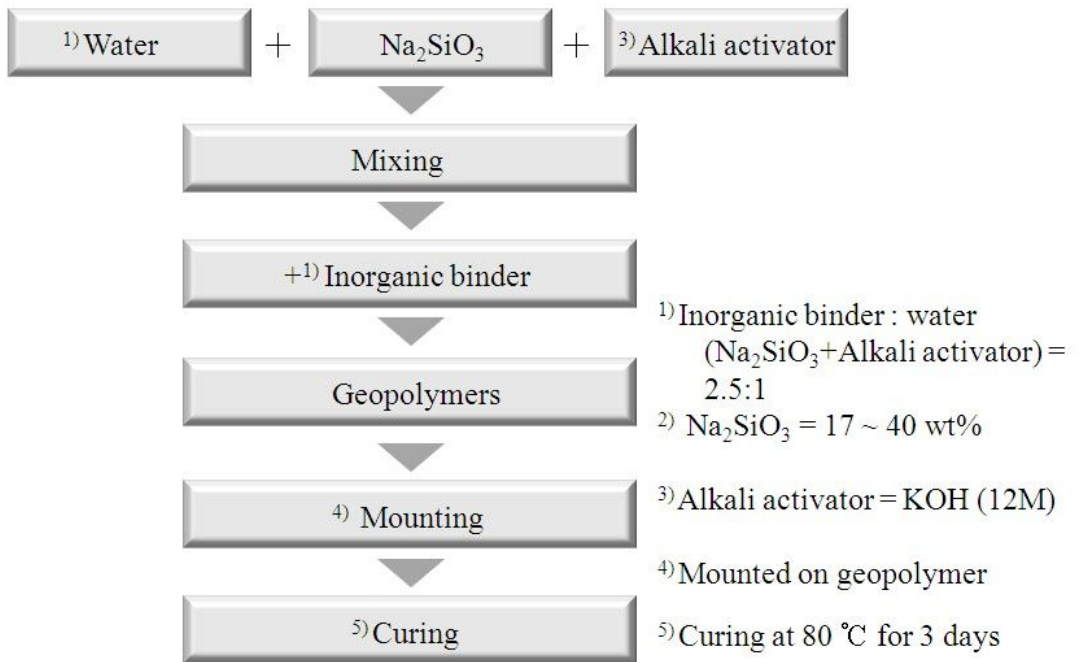 1) Water + Na2SiO3 + 3) Alkali activator
Mixing
+1) Inorganic binder
Geopolymers
4) Mounting
5) Curing
1) Inorganic binder : water
(Na2SiO3+Alkali activator) =
2.5:1
2) Na2SiO3 = 17 ~ 40 wt%
3) Alkali activator = KOH (12M)
4) Mounted on geopolymer
5) Curing at 80 ℃ for 3 days